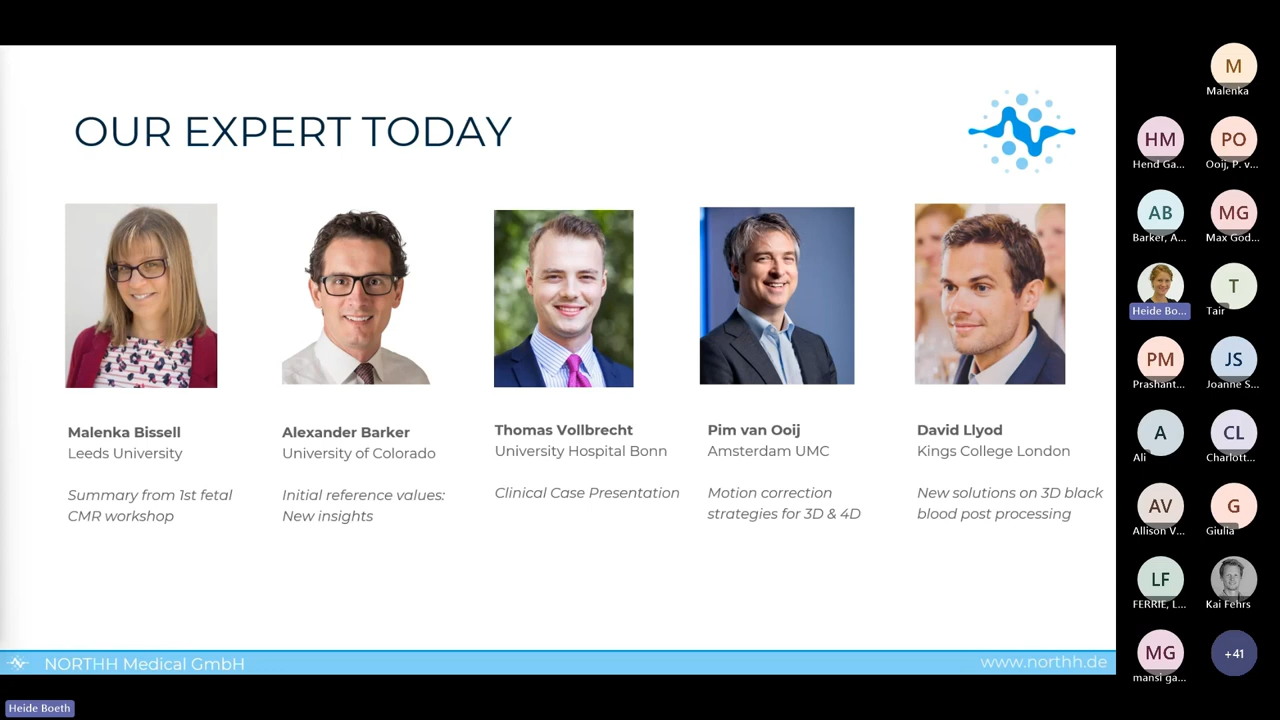 OUR EXPERT TODAY
Malenka Bissell
Leeds University
Summary from 1st fetal
CMR workshop
Alexander Barker
University of Colorado
Initial reference values:
New insights
Thomas Vollbrecht
University Hospital Bonn
Clinical Case Presentation
Pim van Ooij
Amsterdam UMC
Motion correction
strategies for 3D & 4D
David Llyod
Kings College London
New solutions on 3D black
blood post processing
NORTHH Medical GmbH
www.northh.de
Heide Boeth
M
Malenka
HM
Hend Ga...
PO
Ooij, P. v...
AB
Barker, A...
MG
Max God...
Heide Bo...
T
Tair
PM
Prashant...
JS
Joanne S...
A
Ali
CL
Charlott...
AV
Allison V...
G
Giulia
LF
FERRIE, L...
Kai Fehrs
MG
mansi ga...
+41